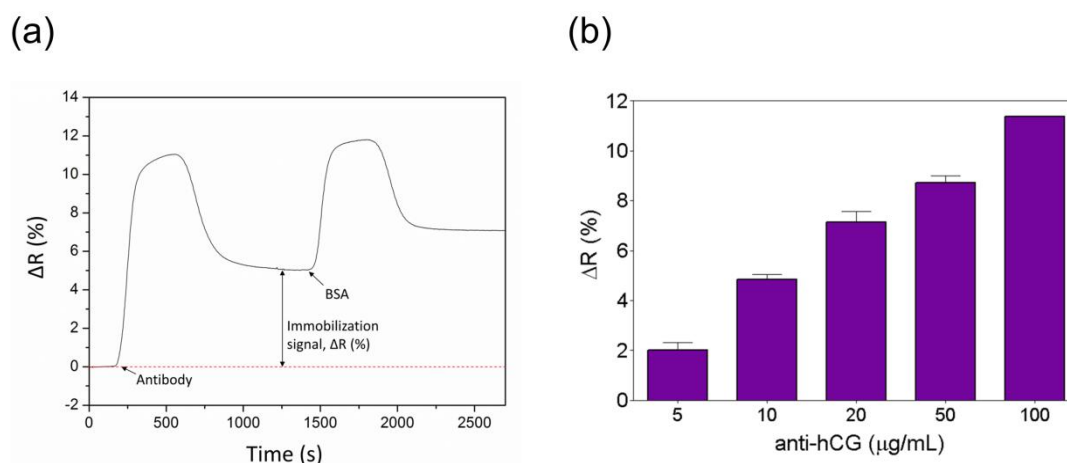 (a)
14
12
10
8
6
4
2
0
-2
ΔR (%)
0 500 1000 1500 2000 2500
Time (s)
Antibody
BSA
Immobilization
signal, ΔR (%)
(b)
12
10
8
6
4
2
0
ΔR (%)
5 10 20 50 100
anti-hCG (μg/mL)